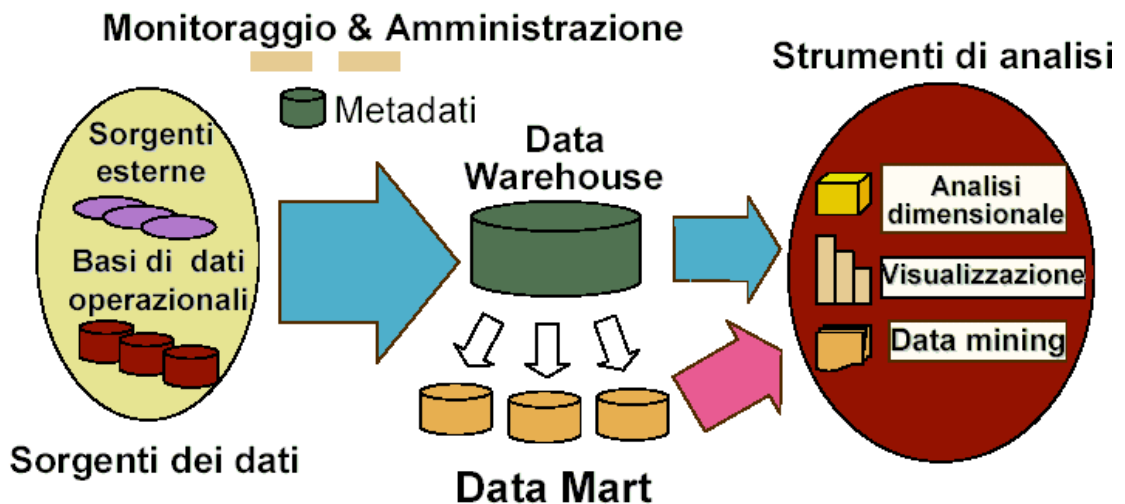 Monitoraggio & Amministrazione
Metadati
Sorgenti
esterne
Basi di dati
operazionali
Sorgenti dei dati
Data
Warehouse
Data Mart
Strumenti di analisi
Analisi
dimensionale
Visualizzazione
Data mining